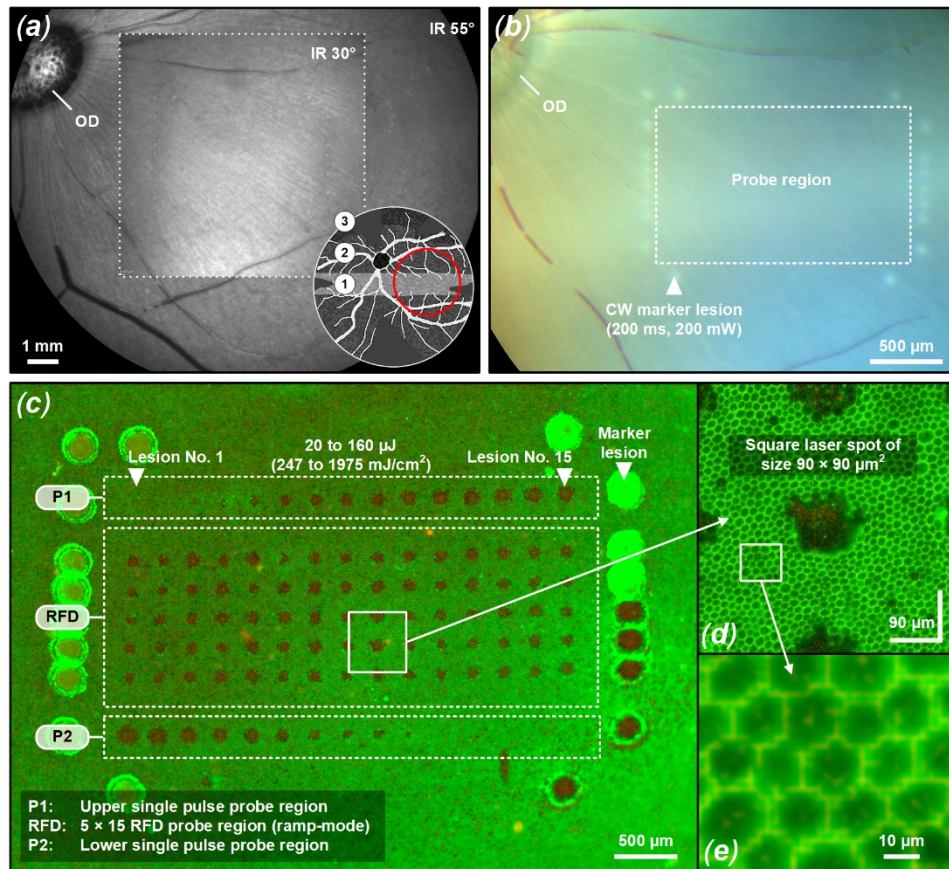 (a)
IR 55°
IR 30°
OD
3
2
1
1 mm
(b)
OD
Probe region
CW marker lesion
(200 ms, 200 mW)
500 µm
(c)
Lesion No. 1
20 to 160 µJ
(247 to 1975 mJ/cm²)
Lesion No. 15
Marker
lesion
P1
RFD
P2
P1: Upper single pulse probe region
RFD: 5 × 15 RFD probe region (ramp-mode)
P2: Lower single pulse probe region
500 µm
Square laser spot of
size 90 × 90 µm²
90 µm
(d)
(e)
10 µm